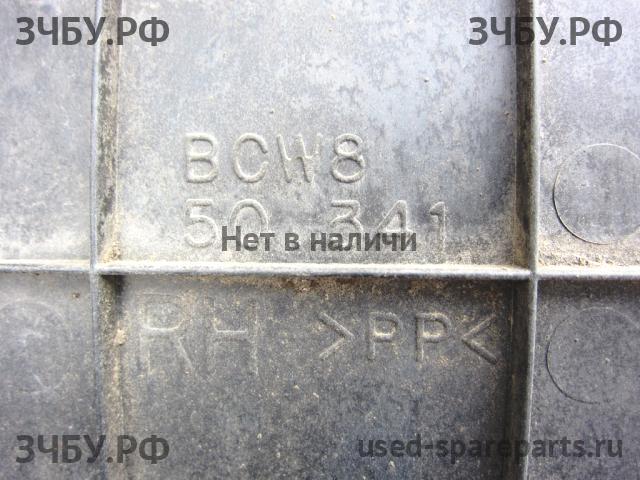 ЗЧБУ.РФ ЗЧБУ.РФ
BCW8
50 341
Нет в наличи
RH >PP<
ЗЧБУ.РФ used-spareparts.ru